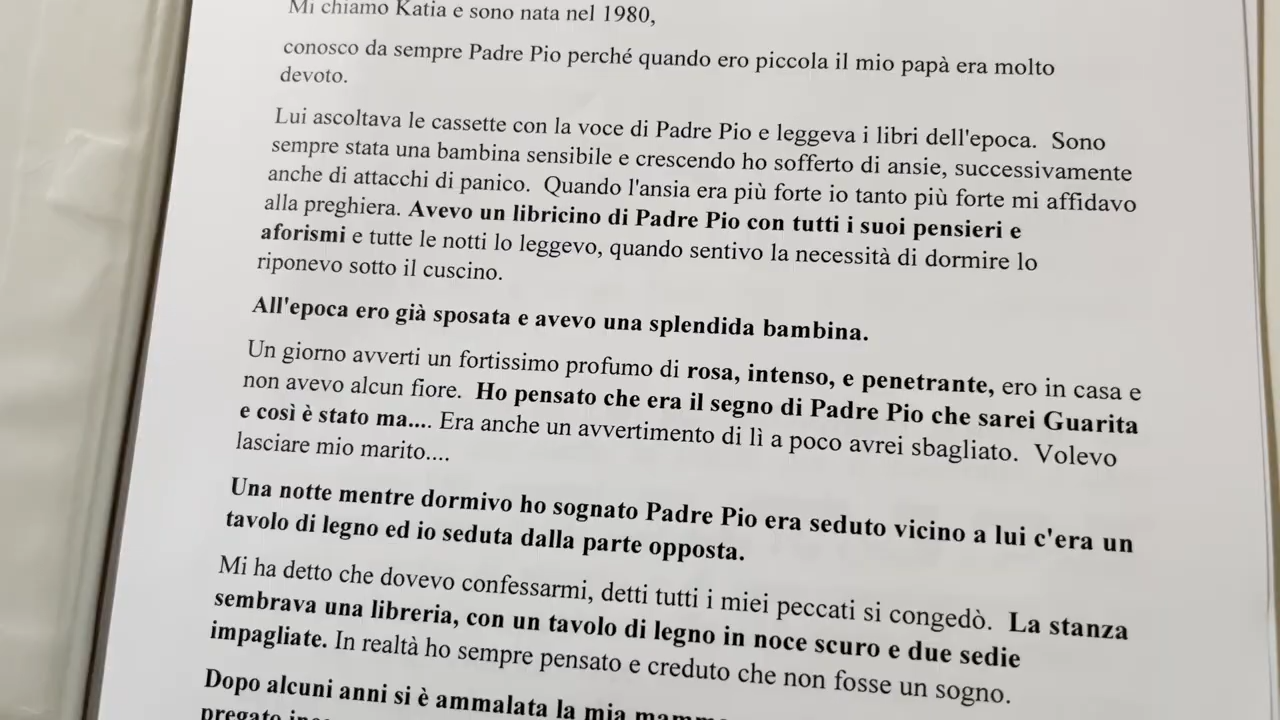 Mi chiamo Katia e sono nata nel 1980,
conosco da sempre Padre Pio perché quando ero piccola il mio papà era molto
devoto.
Lui ascoltava le cassette con la voce di Padre Pio e leggeva i libri dell'epoca.  Sono
sempre stata una bambina sensibile e crescendo ho sofferto di ansie, successivamente
anche di attacchi di panico.  Quando l'ansia era più forte io tanto più forte mi affidavo
alla preghiera. Avevo un libricino di Padre Pio con tutti i suoi pensieri e
aforismi e tutte le notti lo leggevo, quando sentivo la necessità di dormire lo
riponevo sotto il cuscino.
All'epoca ero già sposata e avevo una splendida bambina.
Un giorno avverti un fortissimo profumo di rosa, intenso, e penetrante, ero in casa e
non avevo alcun fiore.  Ho pensato che era il segno di Padre Pio che sarei Guarita
e così è stato ma.... Era anche un avvertimento di lì a poco avrei sbagliato.  Volevo
lasciare mio marito....
Una notte mentre dormivo ho sognato Padre Pio era seduto vicino a lui c'era un
tavolo di legno ed io seduta dalla parte opposta.
Mi ha detto che dovevo confessarmi, detti tutti i miei peccati si congedò.  La stanza
sembrava una libreria, con un tavolo di legno in noce scuro e due sedie
impagliate. In realtà ho sempre pensato e creduto che non fosse un sogno.
Dopo alcuni anni si è ammalata la mia mamma
pregato